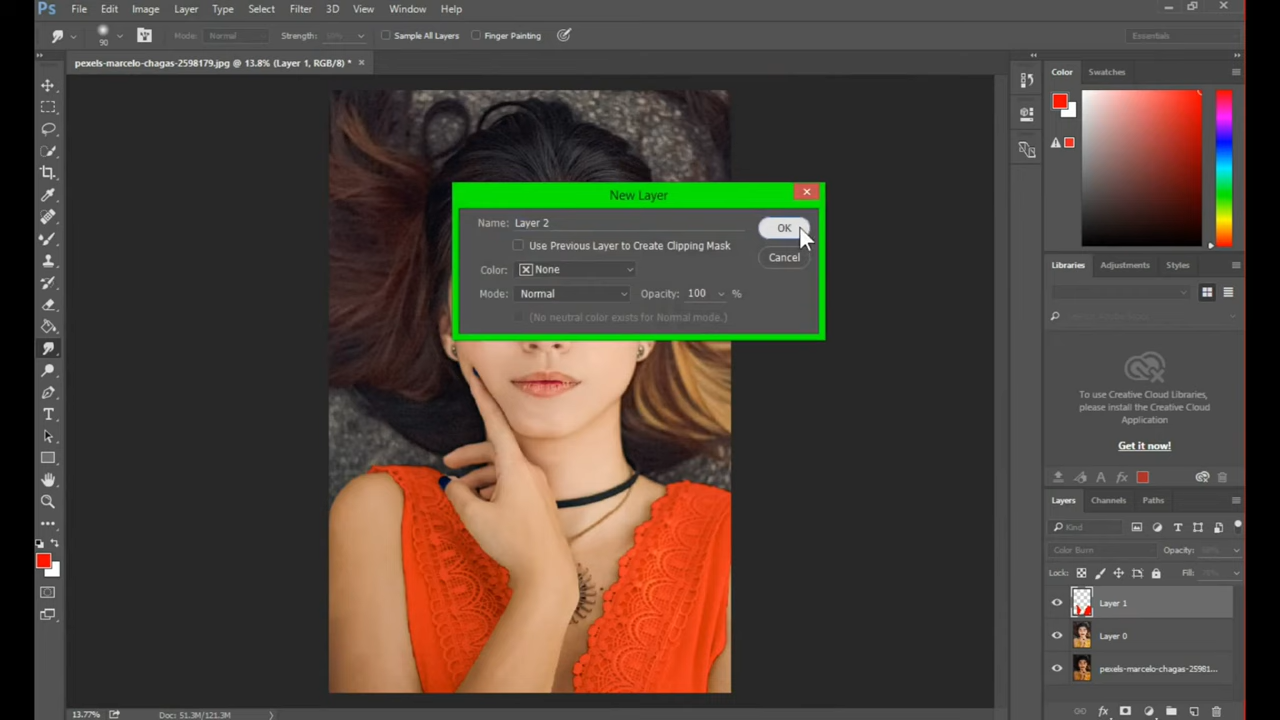 Ps File Edit Image Layer Type Select Filter 3D View Window Help
90 Mode: Normal Strength: 50% Sample All Layers Finger Painting Essentials
pexels-marcelo-chagas-2598179.jpg @ 13.8% (Layer 1, RGB/8) *
Color Swatches
New Layer
Name: Layer 2 OK
Use Previous Layer to Create Clipping Mask
Cancel
Color: None
Mode: Normal Opacity: 100 %
(No neutral color exists for Normal mode.)
Libraries Adjustments Styles
To use Creative Cloud Libraries,
please install the Creative Cloud
Application
Get it now!
Layers Channels Paths
Kind
Color Burn Opacity:
Lock: Fill:
Layer 1
Layer 0
pexels-marcelo-chagas-25981...
13.77% Doc: 51.3M/121.3M